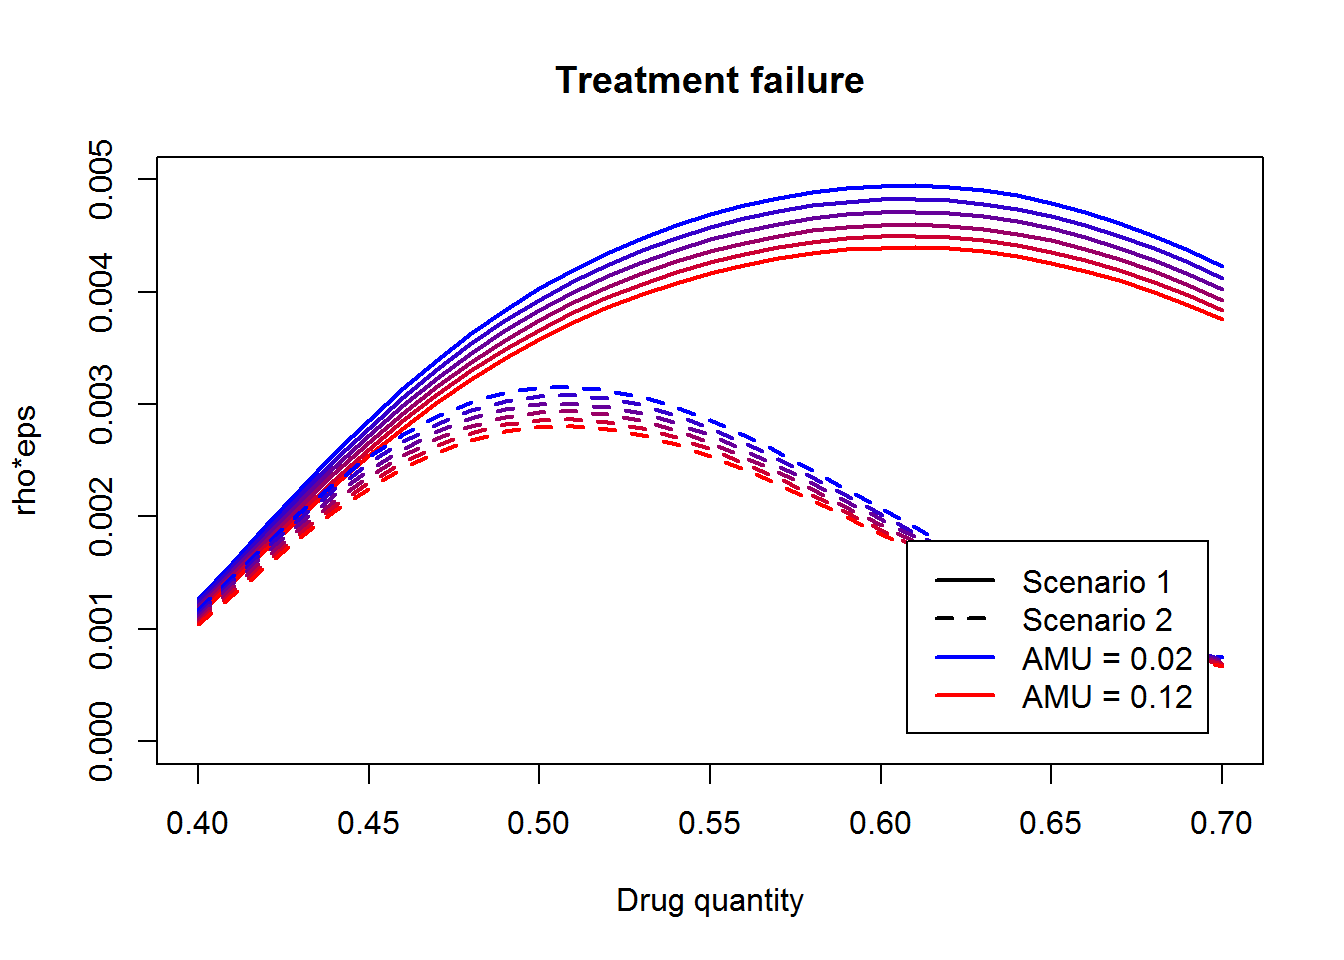 Treatment failure
rho*eps
0.005
0.004
0.003
0.002
0.001
0.000
Scenario 1
Scenario 2
AMU = 0.02
AMU = 0.12
0.40 0.45 0.50 0.55 0.60 0.65 0.70
Drug quantity